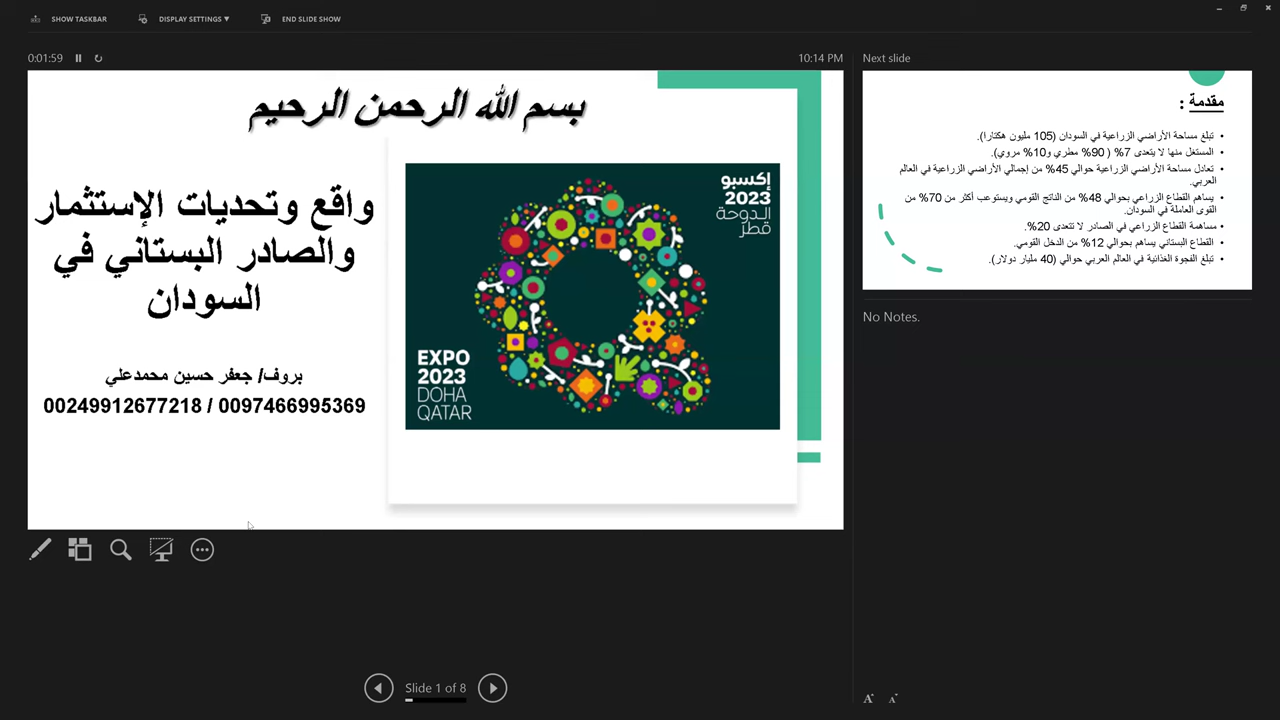 SHOW TASKBAR
DISPLAY SETTINGS ▼
END SLIDE SHOW
0:01:59
10:14 PM
بسم الله الرحمن الرحيم
واقع وتحديات الإستثمار
والصادر البستاني في
السودان
بروف/ جعفر حسين محمدعلي
00249912677218 / 0097466995369
إكسبو
2023
الدوحة
قطر
EXPO
2023
DOHA
QATAR
Next slide
مقدمة :
• تبلغ مساحة الأراضي الزراعية في السودان (105 مليون هكتارا).
• المستغل منها لا يتعدى 7% ( 90% مطري و10% مروي).
• تعادل مساحة الأراضي الزراعية حوالي 45% من إجمالي الأراضي الزراعية في العالم
العربي.
• يساهم القطاع الزراعي بحوالي 48% من الناتج القومي ويستوعب أكثر من 70% من
القوى العاملة في السودان.
• مساهمة القطاع الزراعي في الصادر لا تتعدى 20%.
• القطاع البستاني يساهم بحوالي 12% من الدخل القومي.
• تبلغ الفجوة الغذائية في العالم العربي حوالي (40 مليار دولار).
No Notes.
Slide 1 of 8
A A